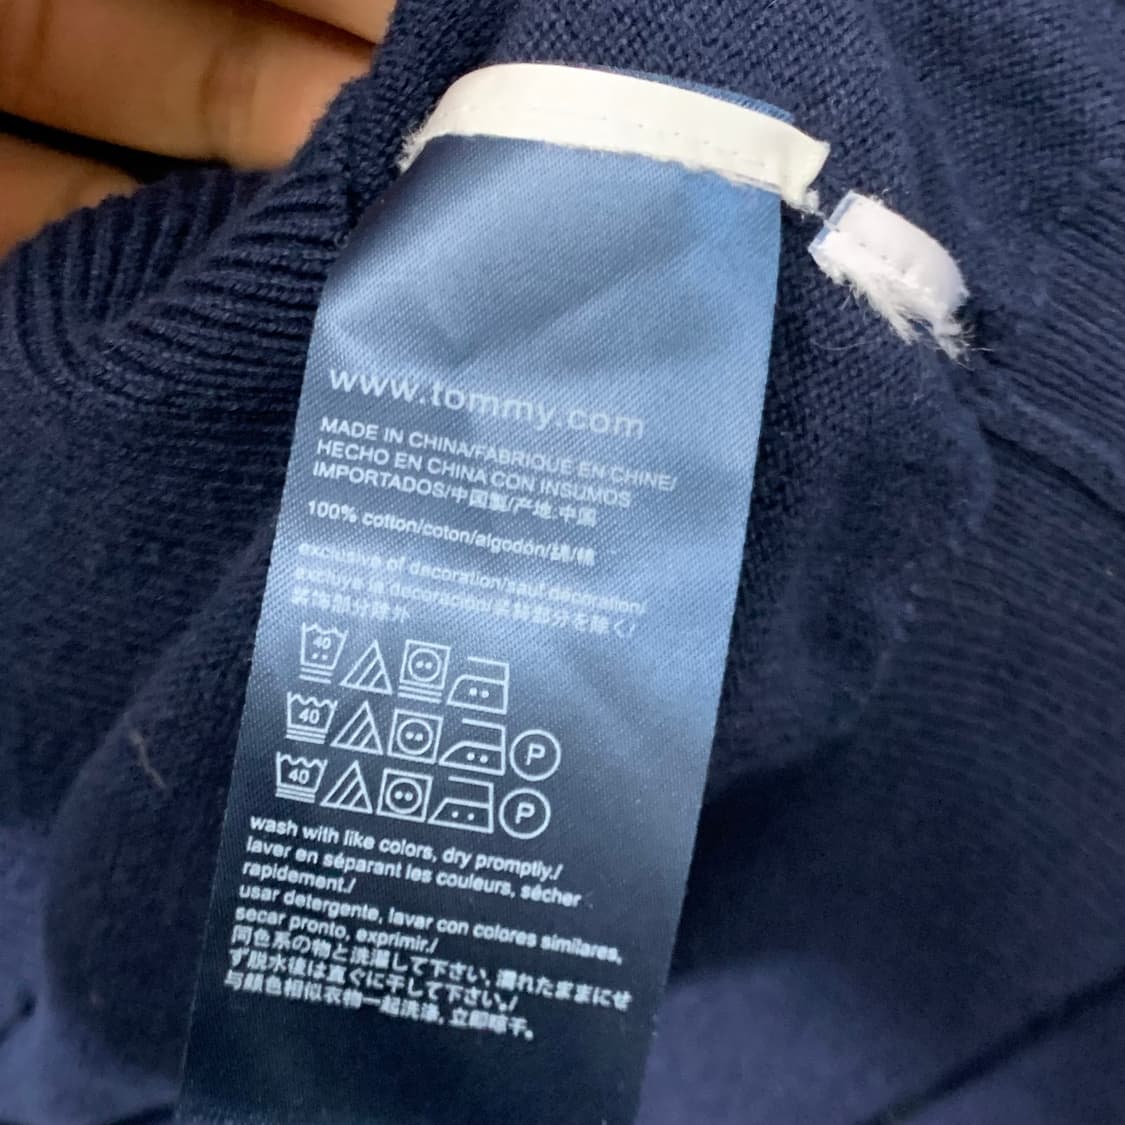 www.tommy.com
MADE IN CHINA/FABRIQUE EN CHINE/
HECHO EN CHINA CON INSUMOS
IMPORTADOS/中国製/产地:中国
100% cotton/coton/algodón/綿/棉
exclusive of decoration/sauf décoration/
excluye la decoración/装飾部分を除く/
装饰部分除外
40
40 P
40 P
wash with like colors, dry promptly./
laver en séparant les couleurs, sécher
rapidement./
usar detergente, lavar con colores similares,
secar pronto, exprimir./
同色系の物と洗濯して下さい, 濡れたままにせ
ず脱水後は直ぐに干して下さい./
与颜色相似衣物一起洗涤, 立即晾干。